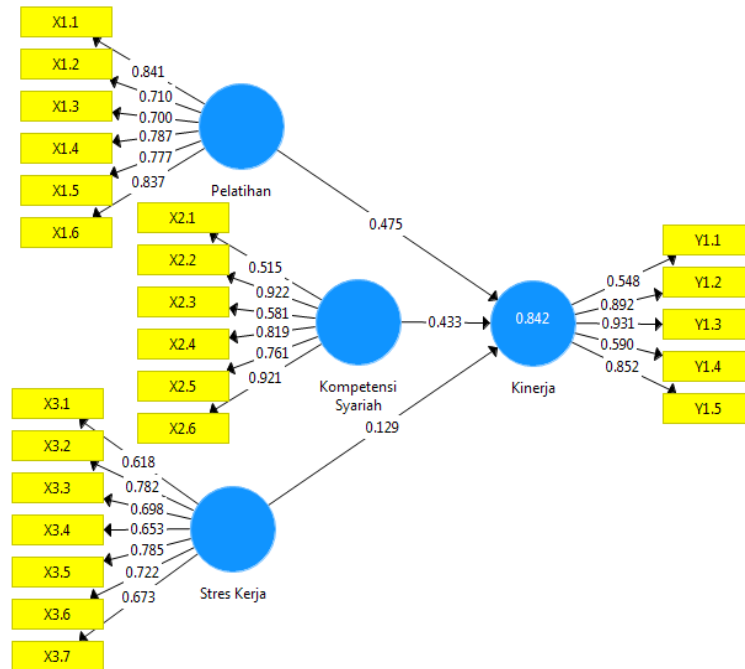 X1.1
X1.2
X1.3
X1.4
X1.5
X1.6
0.841
0.710
0.700
0.787
0.777
0.837
Pelatihan
0.475
X2.1
X2.2
X2.3
X2.4
X2.5
X2.6
0.515
0.922
0.581
0.819
0.761
0.921
Kompetensi
Syariah
0.433
X3.1
X3.2
X3.3
X3.4
X3.5
X3.6
X3.7
0.618
0.782
0.698
0.653
0.785
0.722
0.673
Stres Kerja
0.129
0.842
Kinerja
0.548
0.892
0.931
0.590
0.852
Y1.1
Y1.2
Y1.3
Y1.4
Y1.5